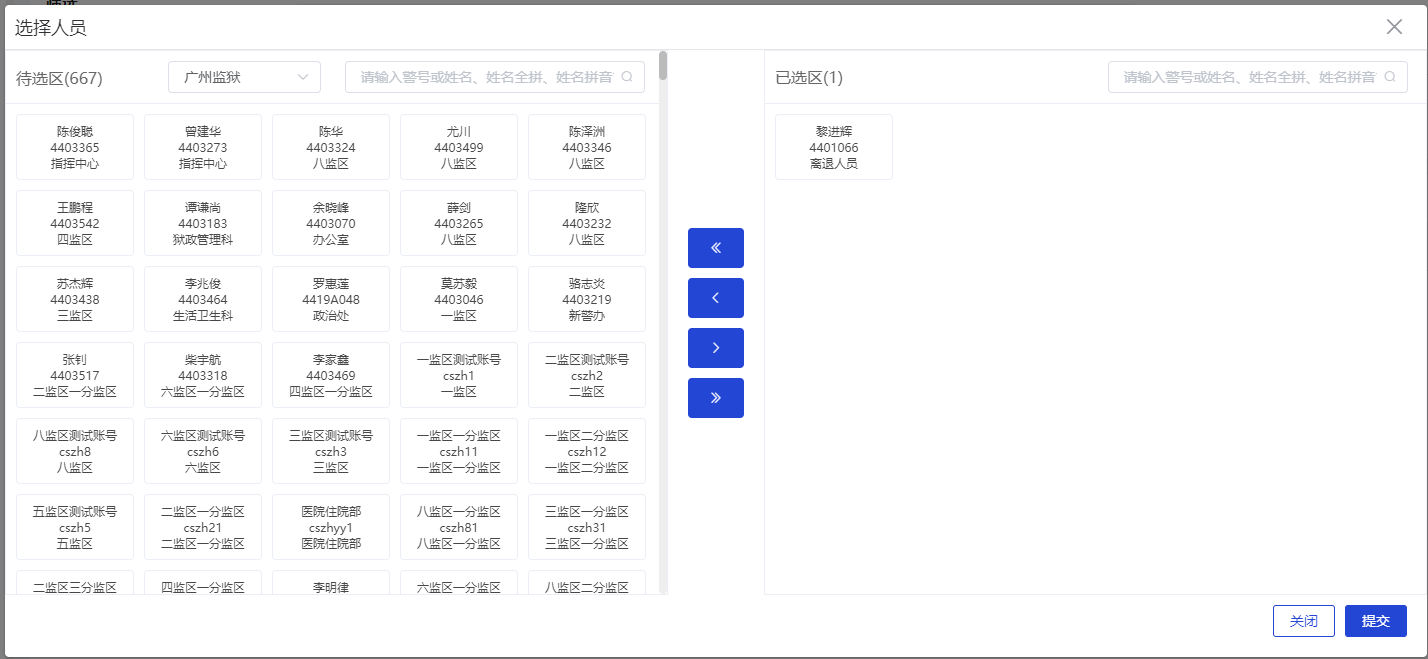 选择人员
待选区(667)
广州监狱
请输入警号或姓名、姓名全拼、姓名拼音
已选区(1)
请输入警号或姓名、姓名全拼、姓名拼音
陈俊聪
4403365
指挥中心
曾建华
4403273
指挥中心
陈华
4403324
八监区
尤川
4403499
八监区
陈泽洲
4403346
八监区
黎进辉
4401066
离退人员
王鹏程
4403542
四监区
谭谦尚
4403183
狱政管理科
余晓峰
4403070
办公室
薛剑
4403265
八监区
隆欣
4403232
八监区
苏杰辉
4403438
三监区
李兆俊
4403464
生活卫生科
罗惠莲
4419A048
政治处
莫苏毅
4403046
一监区
骆志炎
4403219
新警办
张钊
4403517
二监区一分监区
柴宇航
4403318
六监区一分监区
李家鑫
4403469
四监区一分监区
一监区测试账号
cszh1
一监区
二监区测试账号
cszh2
二监区
八监区测试账号
cszh8
八监区
六监区测试账号
cszh6
六监区
三监区测试账号
cszh3
三监区
一监区一分监区
cszh11
一监区一分监区
一监区二分监区
cszh12
一监区二分监区
五监区测试账号
cszh5
五监区
二监区一分监区
cszh21
二监区一分监区
医院住院部
cszhyy1
医院住院部
八监区一分监区
cszh81
八监区一分监区
三监区一分监区
cszh31
三监区一分监区
二监区三分监区
四监区一分监区
李明律
六监区一分监区
八监区二分监区
关闭
提交